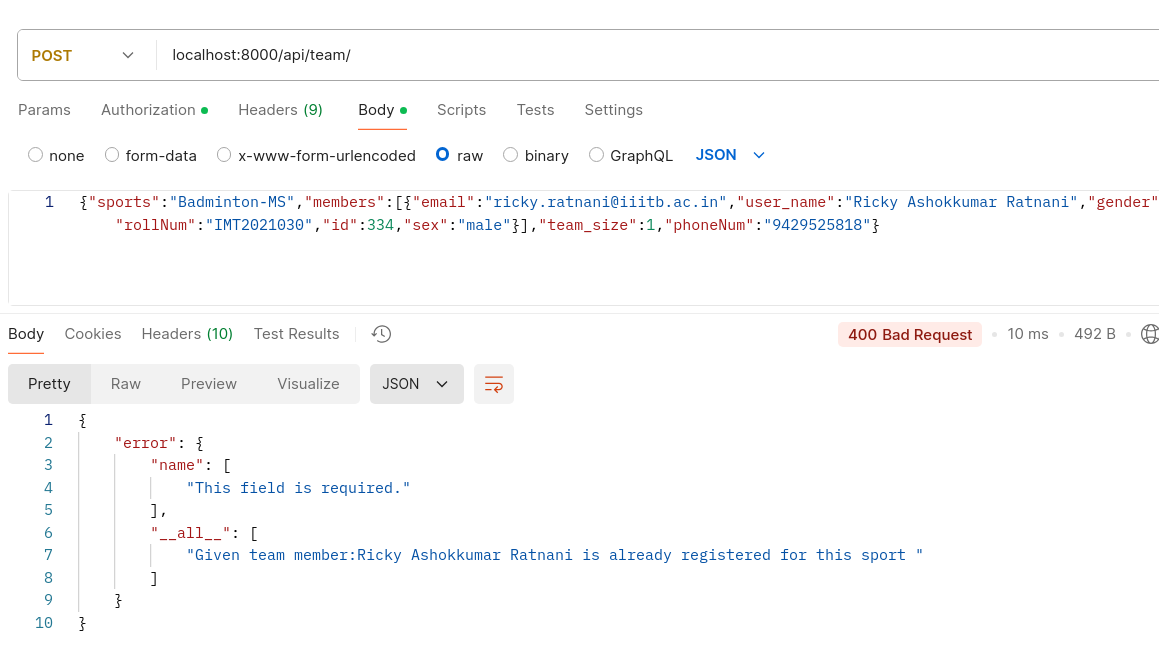 POST localhost:8000/api/team/
Params Authorization Headers (9) Body Scripts Tests Settings
none form-data x-www-form-urlencoded raw binary GraphQL JSON
1 {"sports":"Badminton-MS","members":[{"email":"ricky.ratnani@iiitb.ac.in","user_name":"Ricky Ashokkumar Ratnani","gender"
"rollNum":"IMT2021030","id":334,"sex":"male"}],"team_size":1,"phoneNum":"9429525818"}
Body Cookies Headers (10) Test Results 400 Bad Request 10 ms 492 B
Pretty Raw Preview Visualize JSON
1 {
2 "error": {
3 "name": [
4 "This field is required."
5 ],
6 "__all__": [
7 "Given team member:Ricky Ashokkumar Ratnani is already registered for this sport "
8 ]
9 }
10 }